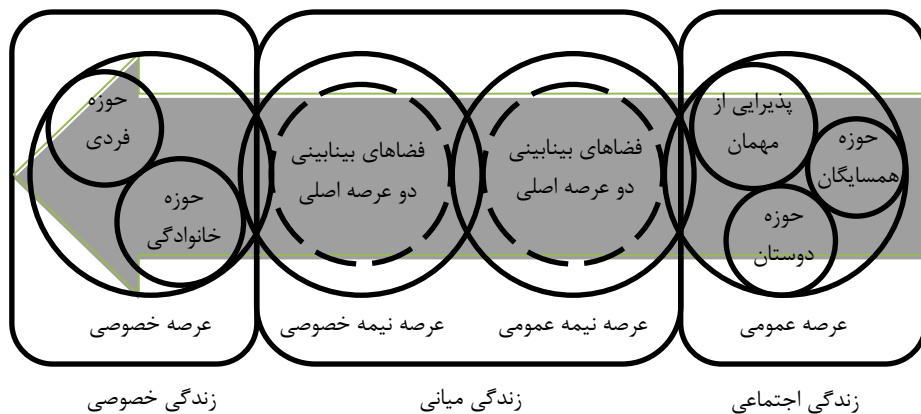 پذیرایی از
مهمان
حوزه
همسایگان
حوزه
دوستان
فضاهای بینابینی
دو عرصه اصلی
فضاهای بینابینی
دو عرصه اصلی
حوزه
فردی
حوزه
خانوادگی
عرصه عمومی
عرصه نیمه عمومی
عرصه نیمه خصوصی
عرصه خصوصی
زندگی اجتماعی
زندگی میانی
زندگی خصوصی